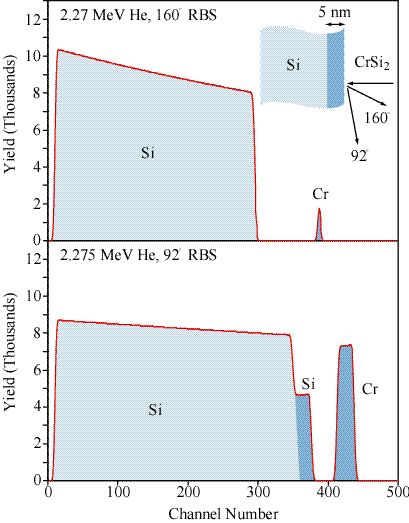 2.27 MeV He, 160° RBS
5 nm
Si
CrSi2
160°
92°
Si
Cr
Yield (Thousands)
12
10
8
6
4
2
0
2.275 MeV He, 92° RBS
Si
Cr
Si
Yield (Thousands)
12
10
8
6
4
2
0
0
100
200
300
400
500
Channel Number